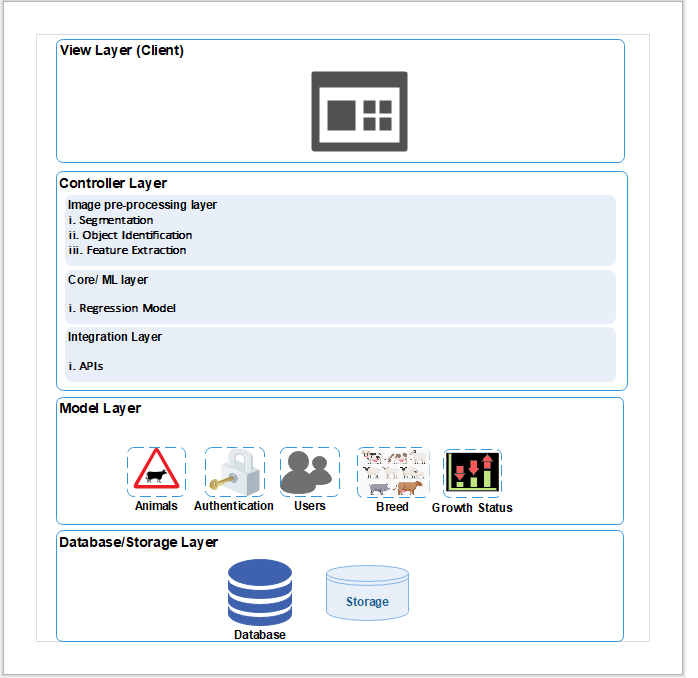 View Layer (Client)
Controller Layer
Image pre-processing layer
i. Segmentation
ii. Object Identification
iii. Feature Extraction
Core/ ML layer
i. Regression Model
Integration Layer
i. APIs
Model Layer
Animals
Authentication
Users
Breed
Growth Status
Database/Storage Layer
Storage
Database